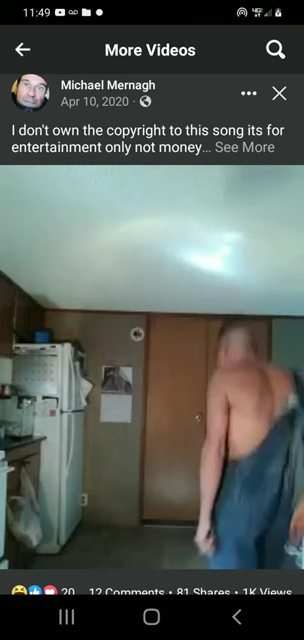 11:49
More Videos
Michael Mernagh
Apr 10, 2020 ·
I don't own the copyright to this song its for
entertainment only not money... See More
20
12 Comments • 81 Shares • 1K Views